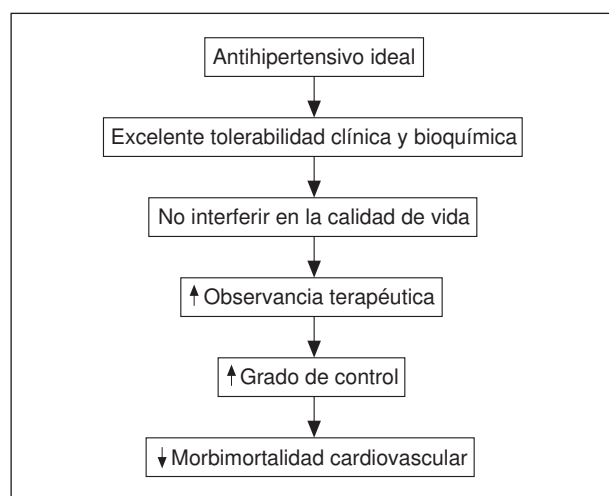 Antihipertensivo ideal
Excelente tolerabilidad clínica y bioquímica
No interferir en la calidad de vida
↑ Observancia terapéutica
↑ Grado de control
↓ Morbimortalidad cardiovascular